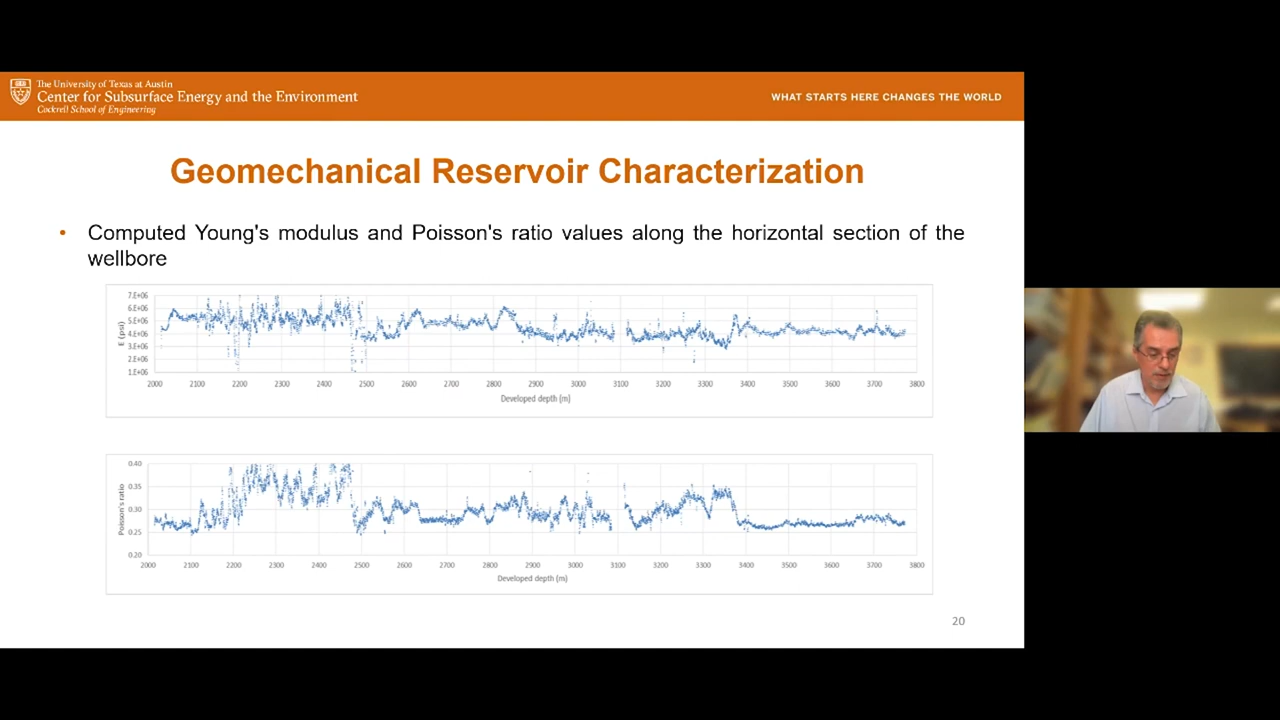 The University of Texas at Austin
Center for Subsurface Energy and the Environment
Cockrell School of Engineering
WHAT STARTS HERE CHANGES THE WORLD
Geomechanical Reservoir Characterization
• Computed Young's modulus and Poisson's ratio values along the horizontal section of the
wellbore
7.E+06
6.E+06
5.E+06
4.E+06
3.E+06
2.E+06
1.E+06
E (psi)
2000 2100 2200 2300 2400 2500 2600 2700 2800 2900 3000 3100 3200 3300 3400 3500 3600 3700 3800
Developed depth (m)
0.40
0.35
0.30
0.25
0.20
Poisson's ratio
2000 2100 2200 2300 2400 2500 2600 2700 2800 2900 3000 3100 3200 3300 3400 3500 3600 3700 3800
Developed depth (m)
20